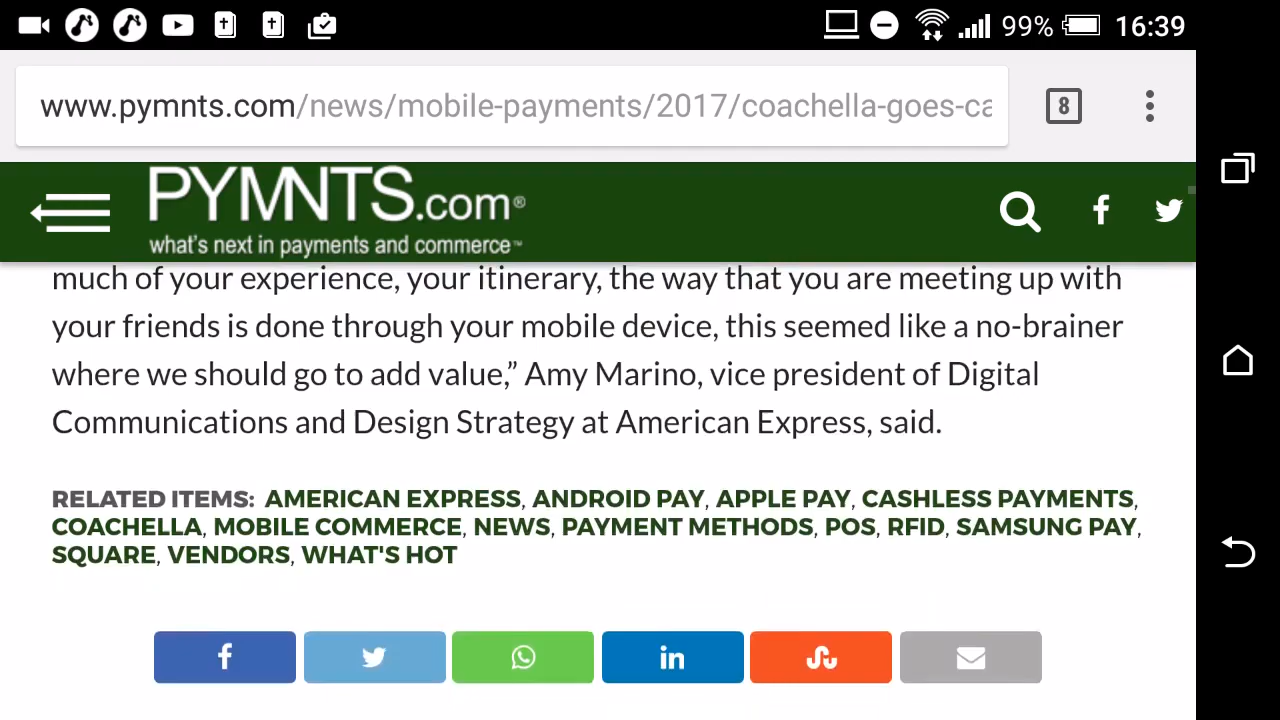 99% 16:39
www.pymnts.com/news/mobile-payments/2017/coachella-goes-ca
8
PYMNTS.com®
what's next in payments and commerce™
much of your experience, your itinerary, the way that you are meeting up with
your friends is done through your mobile device, this seemed like a no-brainer
where we should go to add value,” Amy Marino, vice president of Digital
Communications and Design Strategy at American Express, said.
RELATED ITEMS: AMERICAN EXPRESS, ANDROID PAY, APPLE PAY, CASHLESS PAYMENTS,
COACHELLA, MOBILE COMMERCE, NEWS, PAYMENT METHODS, POS, RFID, SAMSUNG PAY,
SQUARE, VENDORS, WHAT'S HOT